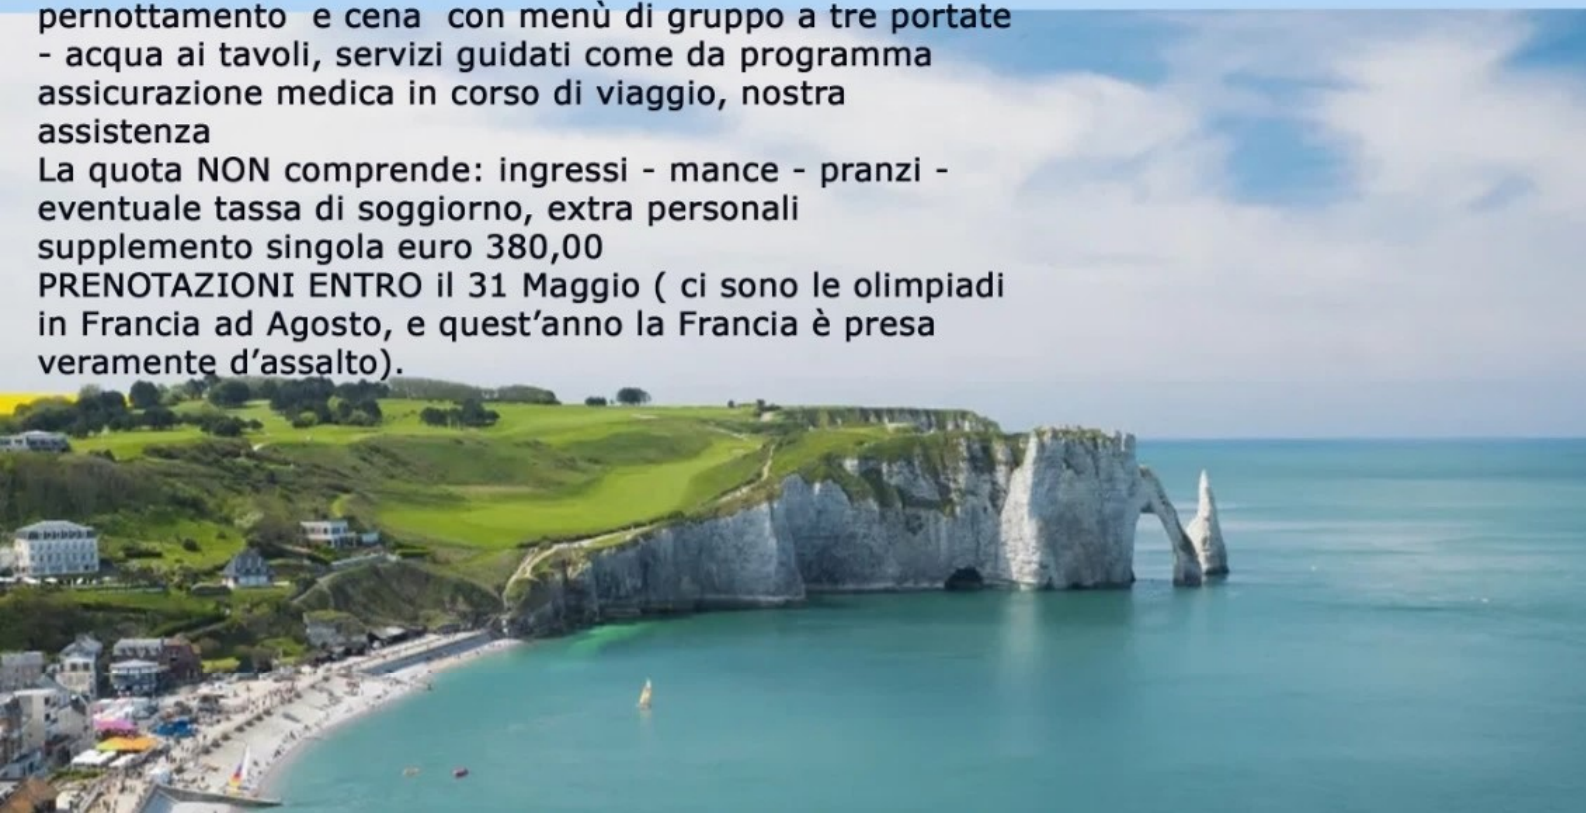 pernottamento e cena con menù di gruppo a tre portate
- acqua ai tavoli, servizi guidati come da programma
assicurazione medica in corso di viaggio, nostra
assistenza
La quota NON comprende: ingressi - mance - pranzi -
eventuale tassa di soggiorno, extra personali
supplemento singola euro 380,00
PRENOTAZIONI ENTRO il 31 Maggio ( ci sono le olimpiadi
in Francia ad Agosto, e quest’anno la Francia è presa
veramente d’assalto).